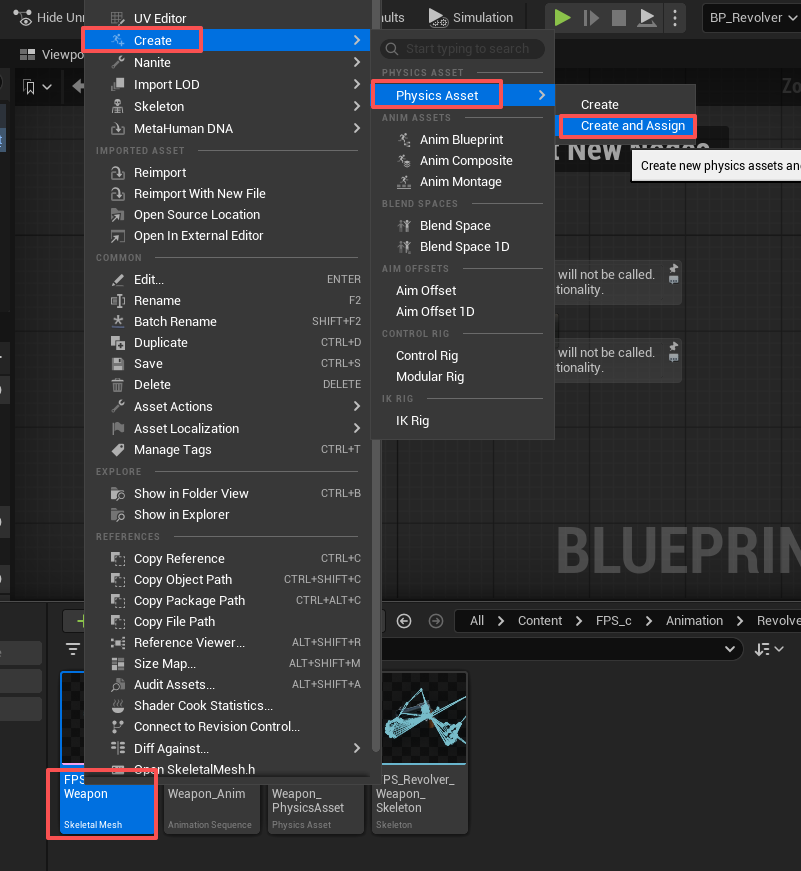 Hide Unr
ults
Simulation
BP_Revolver
Viewpo
Zo
UV Editor
Create
Nanite
Import LOD
Skeleton
MetaHuman DNA
IMPORTED ASSET
Reimport
Reimport With New File
Open Source Location
Open In External Editor
COMMON
Edit... ENTER
Rename F2
Batch Rename SHIFT+F2
Duplicate CTRL+D
Save CTRL+S
Delete DELETE
Asset Actions
Asset Localization
Manage Tags CTRL+T
EXPLORE
Show in Folder View CTRL+B
Show in Explorer
REFERENCES
Copy Reference CTRL+C
Copy Object Path CTRL+SHIFT+C
Copy Package Path CTRL+ALT+C
Copy File Path
Reference Viewer... ALT+SHIFT+R
Size Map... ALT+SHIFT+M
Audit Assets... ALT+SHIFT+A
Shader Cook Statistics...
Connect to Revision Control...
Diff Against...
Open SkeletalMesh.h
Start typing to search
PHYSICS ASSET
Physics Asset
ANIM ASSETS
Anim Blueprint
Anim Composite
Anim Montage
BLEND SPACES
Blend Space
Blend Space 1D
AIM OFFSETS
Aim Offset
Aim Offset 1D
CONTROL RIG
Control Rig
Modular Rig
IK RIG
IK Rig
Create
Create and Assign
t New Nodes
Create new physics assets an
will not be called.
tionality.
will not be called.
tionality.
BLUEPRIN
All > Content > FPS_c > Animation > Revolve
FPS
Weapon
Skeletal Mesh
Weapon_Anim
Animation Sequence
Weapon_
PhysicsAsset
Physics Asset
FPS_Revolver_
Weapon_
Skeleton
Skeleton